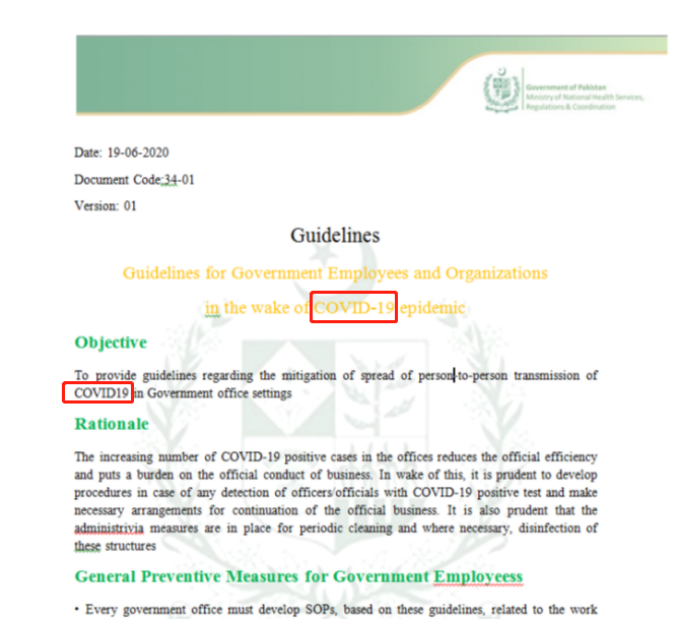 Government of Pakistan
Ministry of National Health Services,
Regulations & Coordination
Date: 19-06-2020
Document Code:34-01
Version: 01
Guidelines
Guidelines for Government Employees and Organizations
in the wake of COVID-19 epidemic
Objective
To provide guidelines regarding the mitigation of spread of person-to-person transmission of
COVID19 in Government office settings
Rationale
The increasing number of COVID-19 positive cases in the offices reduces the official efficiency
and puts a burden on the official conduct of business. In wake of this, it is prudent to develop
procedures in case of any detection of officers/officials with COVID-19 positive test and make
necessary arrangements for continuation of the official business. It is also prudent that the
administrivia measures are in place for periodic cleaning and where necessary, disinfection of
these structures
General Preventive Measures for Government Employeess
• Every government office must develop SOPs, based on these guidelines, related to the work